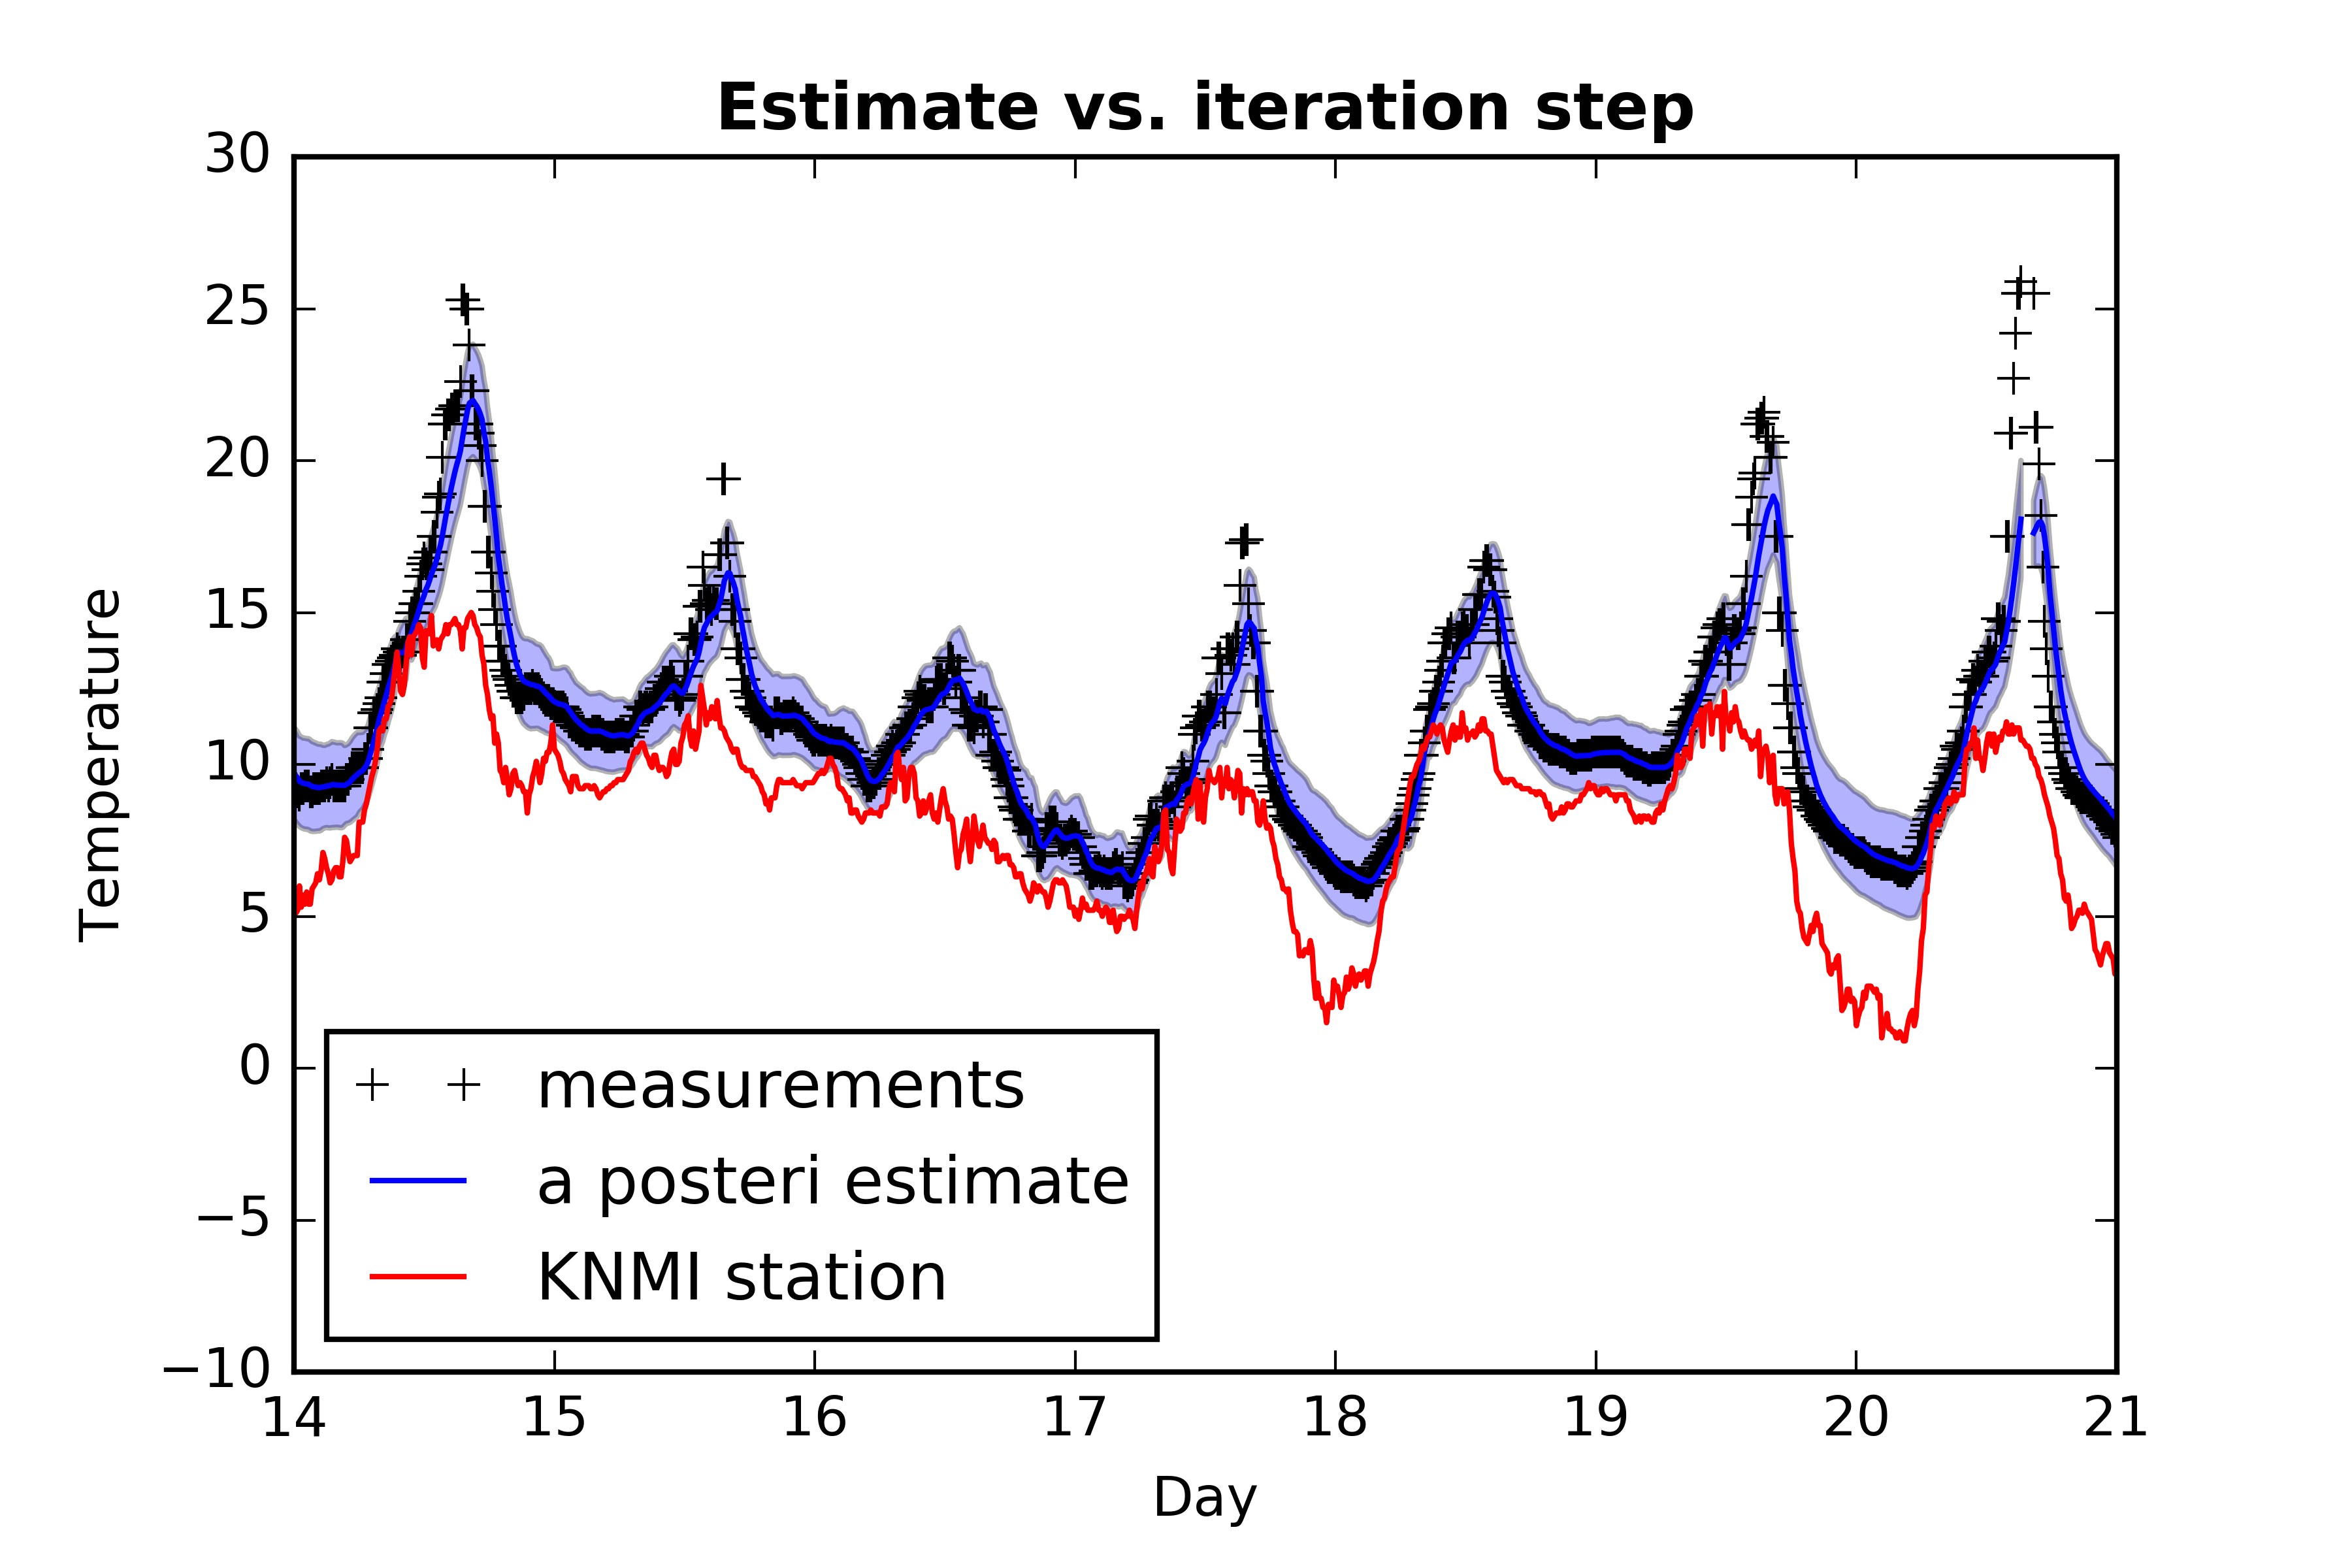 Estimate vs. iteration step
30
25
20
15
10
5
0
−5
−10
Temperature
measurements
a posteri estimate
KNMI station
14 15 16 17 18 19 20 21
Day